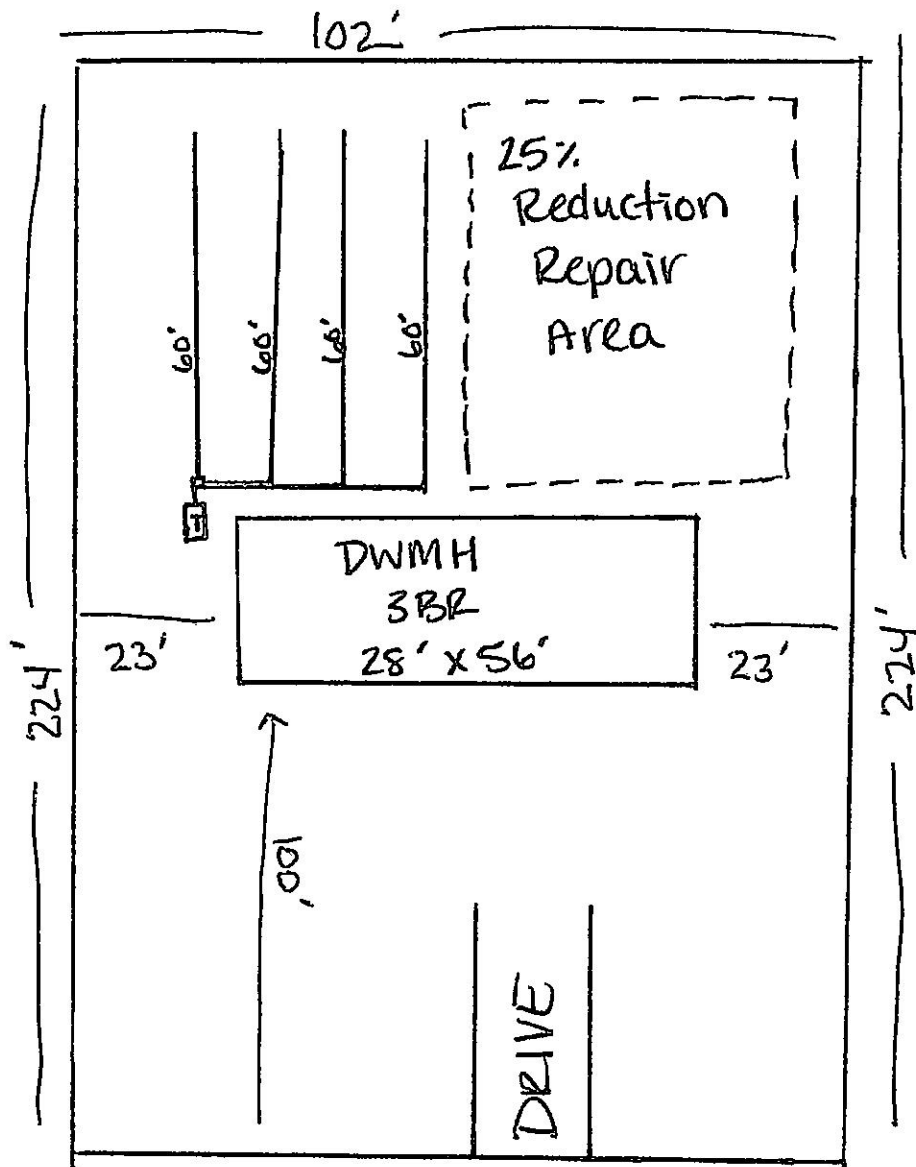 102'
25%
Reduction
Repair
Area
60'
60'
60'
60'
T
DWMH
3BR
28' X 56'
23'
23'
224'
224'
100'
DRIVE